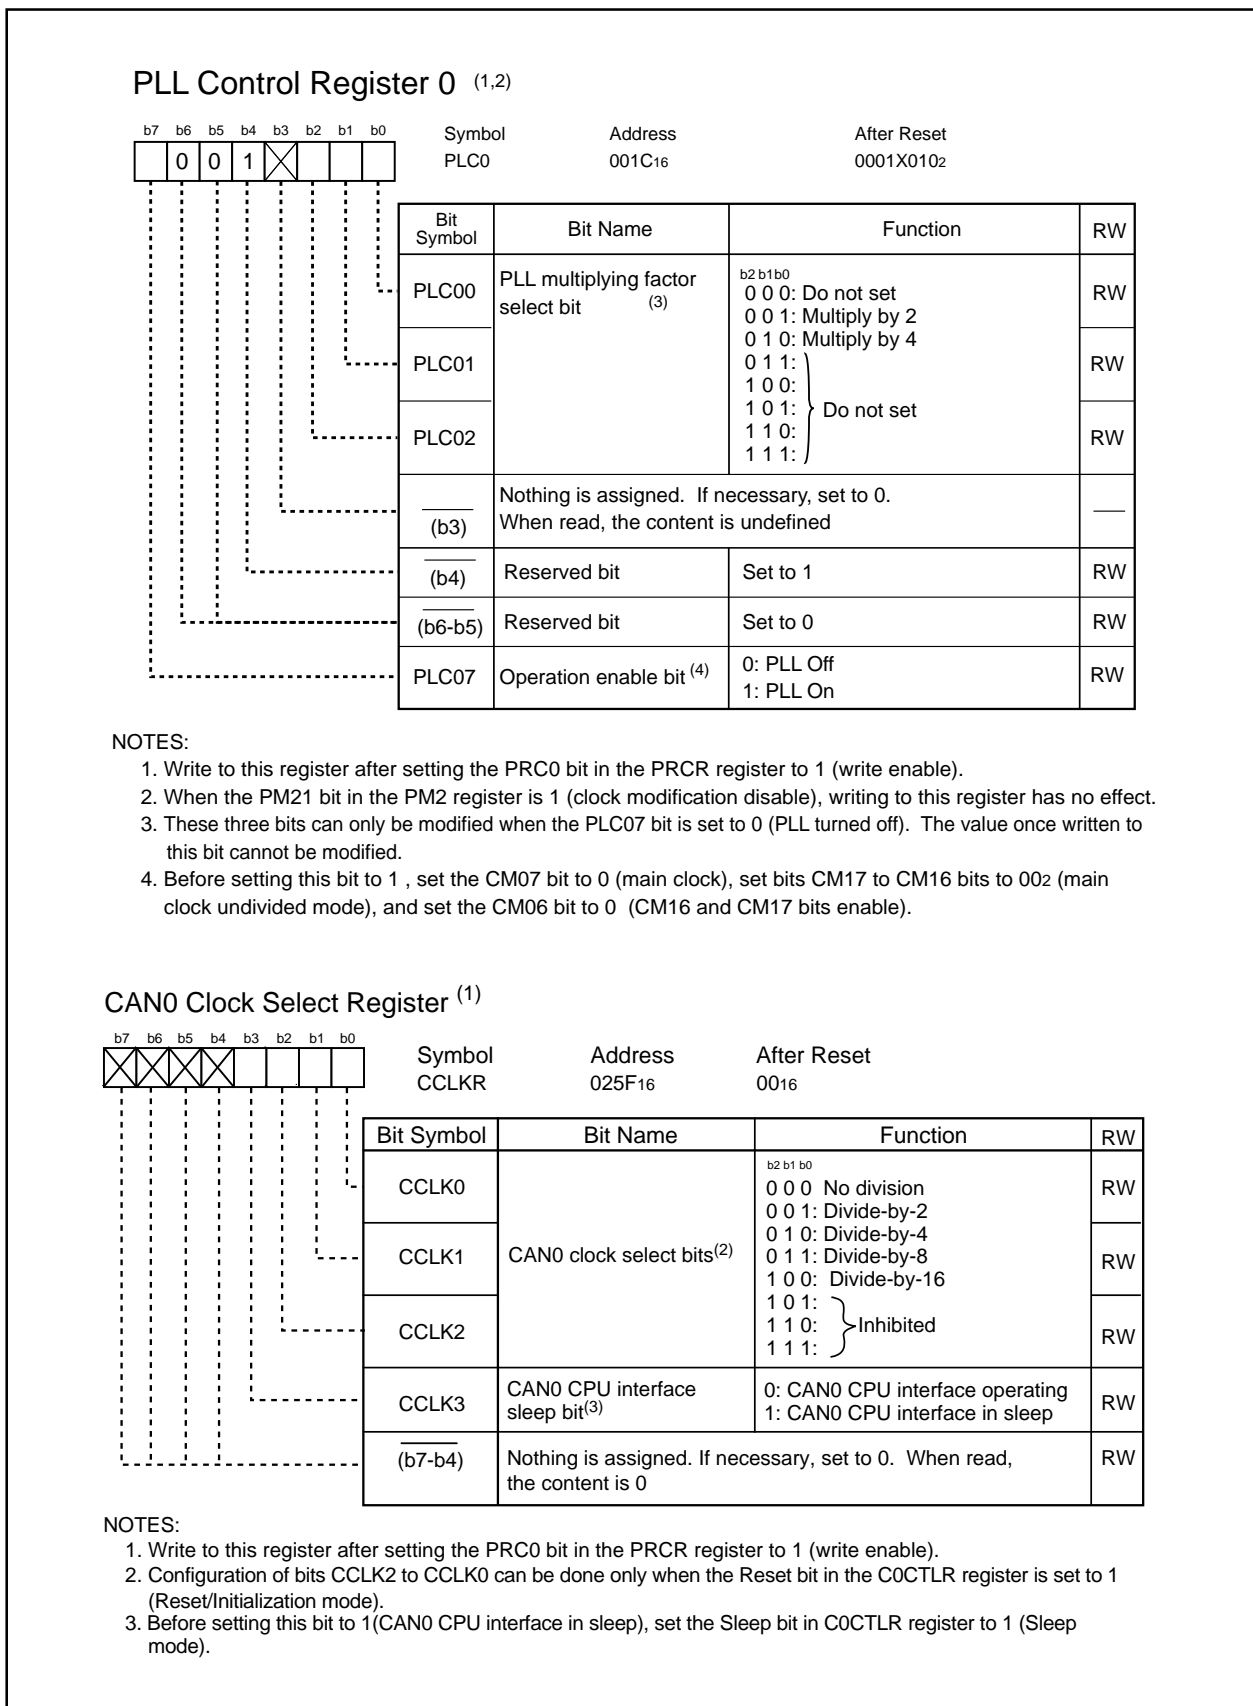 PLL Control Register 0 (1,2)
b7 b6 b5 b4 b3 b2 b1 b0
Symbol Address After Reset
0 0 1 PLC0 001C16 0001X0102
Bit Symbol Bit Name Function RW
PLC00 PLL multiplying factor select bit (3) RW
b2 b1 b0
0 0 0: Do not set
0 0 1: Multiply by 2
0 1 0: Multiply by 4
PLC01 RW
0 1 1:
1 0 0:
1 0 1: Do not set
1 1 0:
1 1 1:
PLC02 RW
(b3) Nothing is assigned. If necessary, set to 0.
When read, the content is undefined
(b4) Reserved bit Set to 1 RW
(b6-b5) Reserved bit Set to 0 RW
PLC07 Operation enable bit (4) 0: PLL Off RW
1: PLL On
NOTES:
1. Write to this register after setting the PRC0 bit in the PRCR register to 1 (write enable).
2. When the PM21 bit in the PM2 register is 1 (clock modification disable), writing to this register has no effect.
3. These three bits can only be modified when the PLC07 bit is set to 0 (PLL turned off). The value once written to
this bit cannot be modified.
4. Before setting this bit to 1 , set the CM07 bit to 0 (main clock), set bits CM17 to CM16 bits to 002 (main
clock undivided mode), and set the CM06 bit to 0 (CM16 and CM17 bits enable).
CAN0 Clock Select Register (1)
b7 b6 b5 b4 b3 b2 b1 b0
Symbol Address After Reset
CCLKR 025F16 0016
Bit Symbol Bit Name Function RW
b2 b1 b0
CCLK0 0 0 0 No division RW
0 0 1: Divide-by-2
0 1 0: Divide-by-4
CCLK1 CAN0 clock select bits(2) 0 1 1: Divide-by-8 RW
1 0 0: Divide-by-16
1 0 1:
CCLK2 1 1 0: Inhibited RW
1 1 1:
CCLK3 CAN0 CPU interface sleep bit(3) 0: CAN0 CPU interface operating RW
1: CAN0 CPU interface in sleep
(b7-b4) Nothing is assigned. If necessary, set to 0. When read, RW
the content is 0
NOTES:
1. Write to this register after setting the PRC0 bit in the PRCR register to 1 (write enable).
2. Configuration of bits CCLK2 to CCLK0 can be done only when the Reset bit in the C0CTLR register is set to 1
(Reset/Initialization mode).
3. Before setting this bit to 1(CAN0 CPU interface in sleep), set the Sleep bit in C0CTLR register to 1 (Sleep
mode).